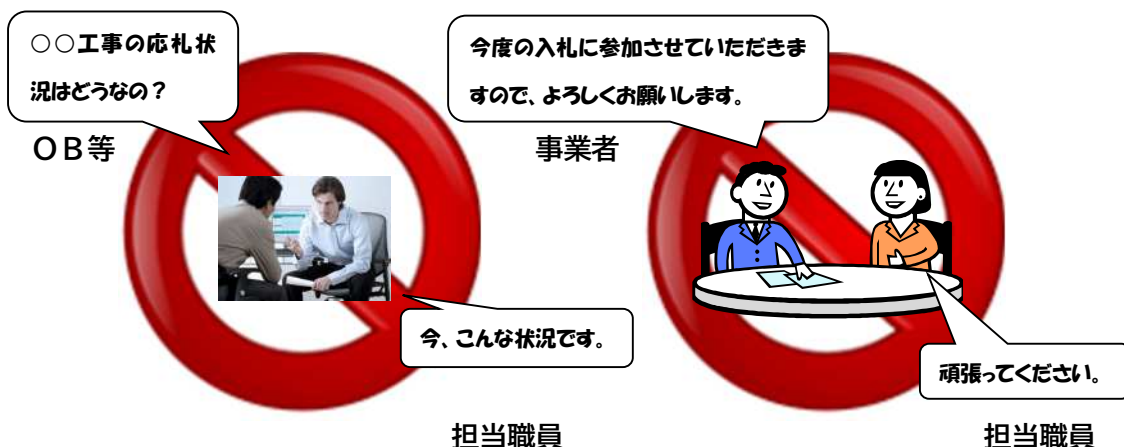 ○○工事の応札状
況はどうなの？
ＯＢ等
今、こんな状況です。
担当職員
今度の入札に参加させていただきま
すので、よろしくお願いします。
事業者
頑張ってください。
担当職員